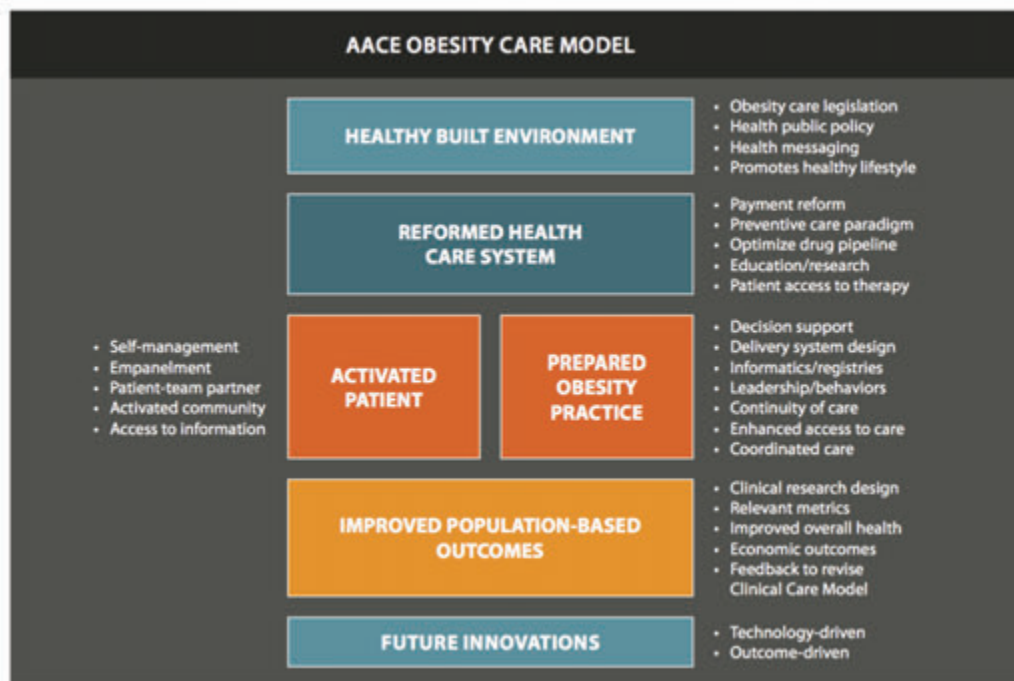 AACE OBESITY CARE MODEL
HEALTHY BUILT ENVIRONMENT
• Obesity care legislation
• Health public policy
• Health messaging
• Promotes healthy lifestyle
REFORMED HEALTH
CARE SYSTEM
• Payment reform
• Preventive care paradigm
• Optimize drug pipeline
• Education/research
• Patient access to therapy
• Self-management
• Empanelment
• Patient-team partner
• Activated community
• Access to information
ACTIVATED
PATIENT
PREPARED
OBESITY
PRACTICE
• Decision support
• Delivery system design
• Informatics/registries
• Leadership/behaviors
• Continuity of care
• Enhanced access to care
• Coordinated care
IMPROVED POPULATION-BASED
OUTCOMES
• Clinical research design
• Relevant metrics
• Improved overall health
• Economic outcomes
• Feedback to revise
Clinical Care Model
FUTURE INNOVATIONS
• Technology-driven
• Outcome-driven